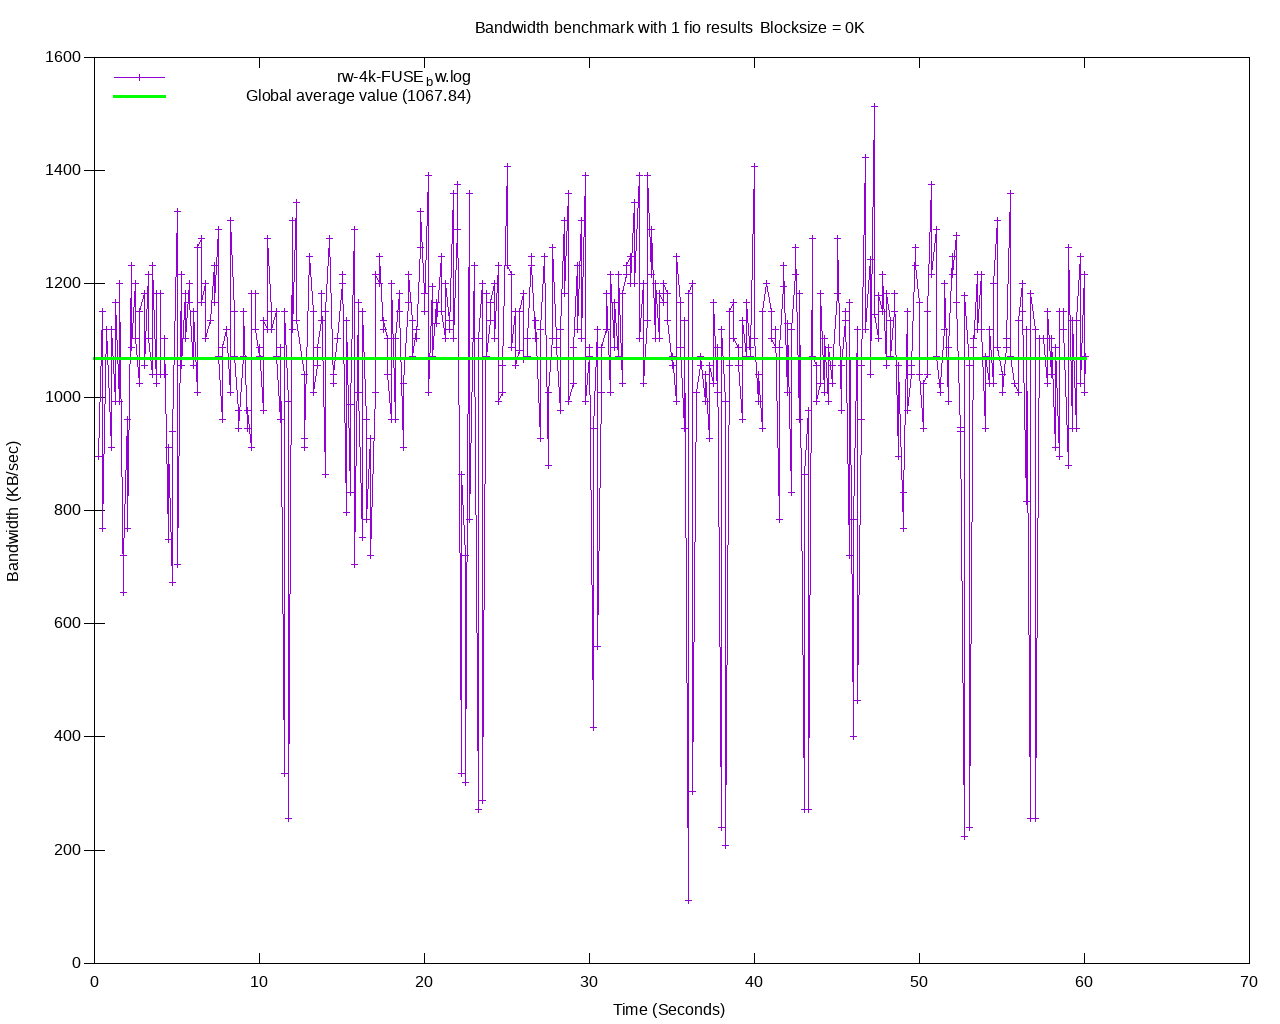 Bandwidth benchmark with 1 fio results Blocksize = 0K
1600
rw-4k-FUSE_bw.log
Global average value (1067.84)
1400
1200
1000
Bandwidth (KB/sec)
800
600
400
200
0
0 10 20 30 40 50 60 70
Time (Seconds)